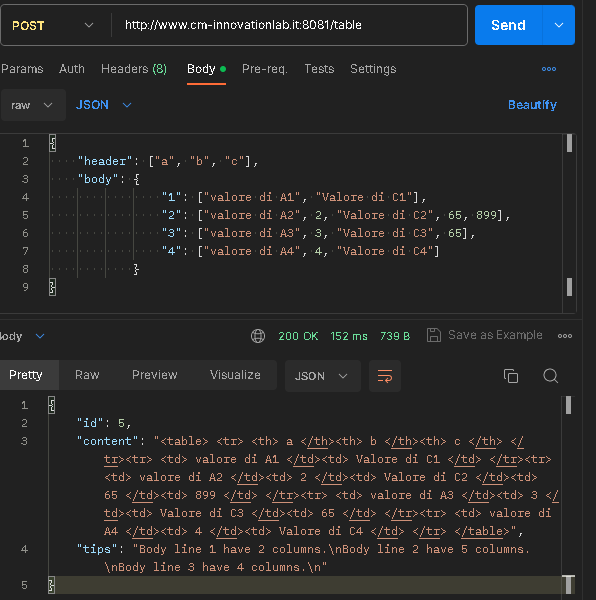 POST http://www.cm-innovationlab.it:8081/table Send
Params Auth Headers (8) Body Pre-req. Tests Settings
raw JSON Beautify
1 {
2 "header": ["a", "b", "c"],
3 "body": {
4 "1": ["valore di A1", "Valore di C1"],
5 "2": ["valore di A2", 2, "Valore di C2", 65, 899],
6 "3": ["valore di A3", 3, "Valore di C3", 65],
7 "4": ["valore di A4", 4, "Valore di C4"]
8 }
9 }
ody 200 OK 152 ms 739 B Save as Example
Pretty Raw Preview Visualize JSON
1 {
2 "id": 5,
3 "content": "<table> <tr> <th> a </th><th> b </th><th> c </th> </
tr><tr> <td> valore di A1 </td><td> Valore di C1 </td> </tr><tr>
<td> valore di A2 </td><td> 2 </td><td> Valore di C2 </td><td>
65 </td><td> 899 </td> </tr><tr> <td> valore di A3 </td><td> 3 </
td><td> Valore di C3 </td><td> 65 </td> </tr><tr> <td> valore di
A4 </td><td> 4 </td><td> Valore di C4 </td> </tr> </table>",
4 "tips": "Body line 1 have 2 columns.\nBody line 2 have 5 columns.
\nBody line 3 have 4 columns.\n"
5 }